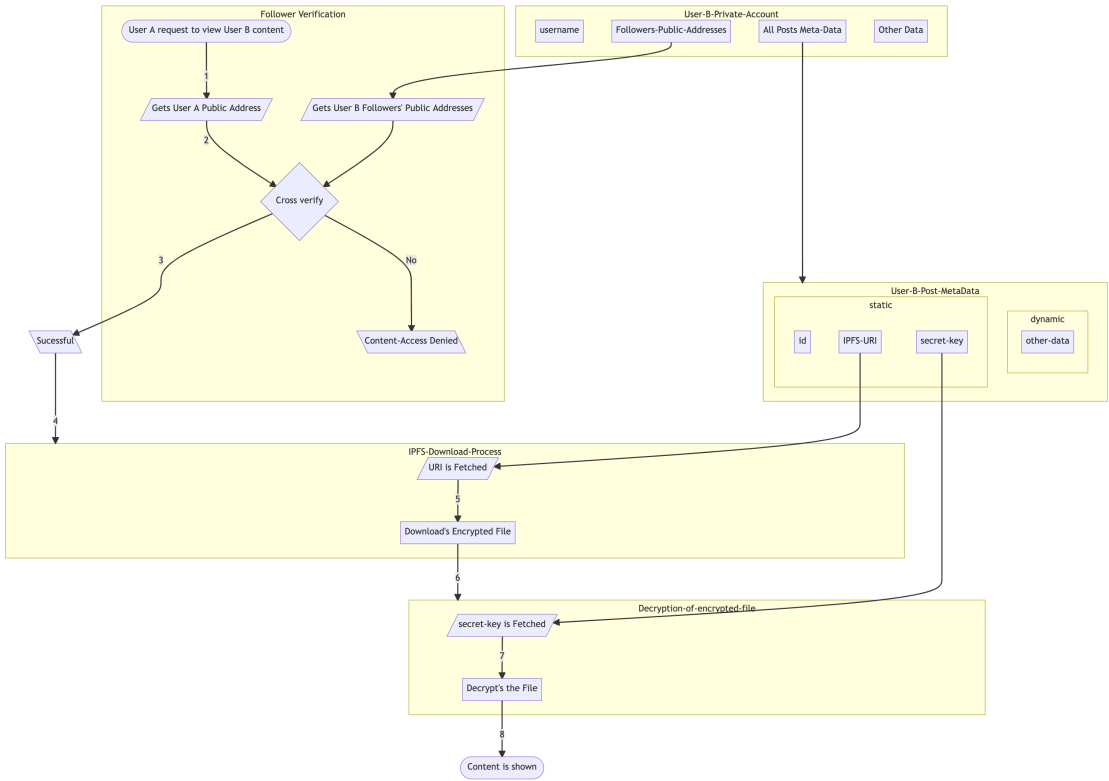 Follower Verification
User-B-Private-Account
User A request to view User B content
username
Followers-Public-Addresses
All Posts Meta-Data
Other Data
1
Gets User A Public Address
Gets User B Followers' Public Addresses
2
Cross verify
3
No
User-B-Post-MetaData
static
dynamic
Sucessful
Content-Access Denied
id
IPFS-URI
secret-key
other-data
4
IPFS-Download-Process
URI is Fetched
5
Download's Encrypted File
6
Decryption-of-encrypted-file
secret-key is Fetched
7
Decrypt's the File
8
Content is shown